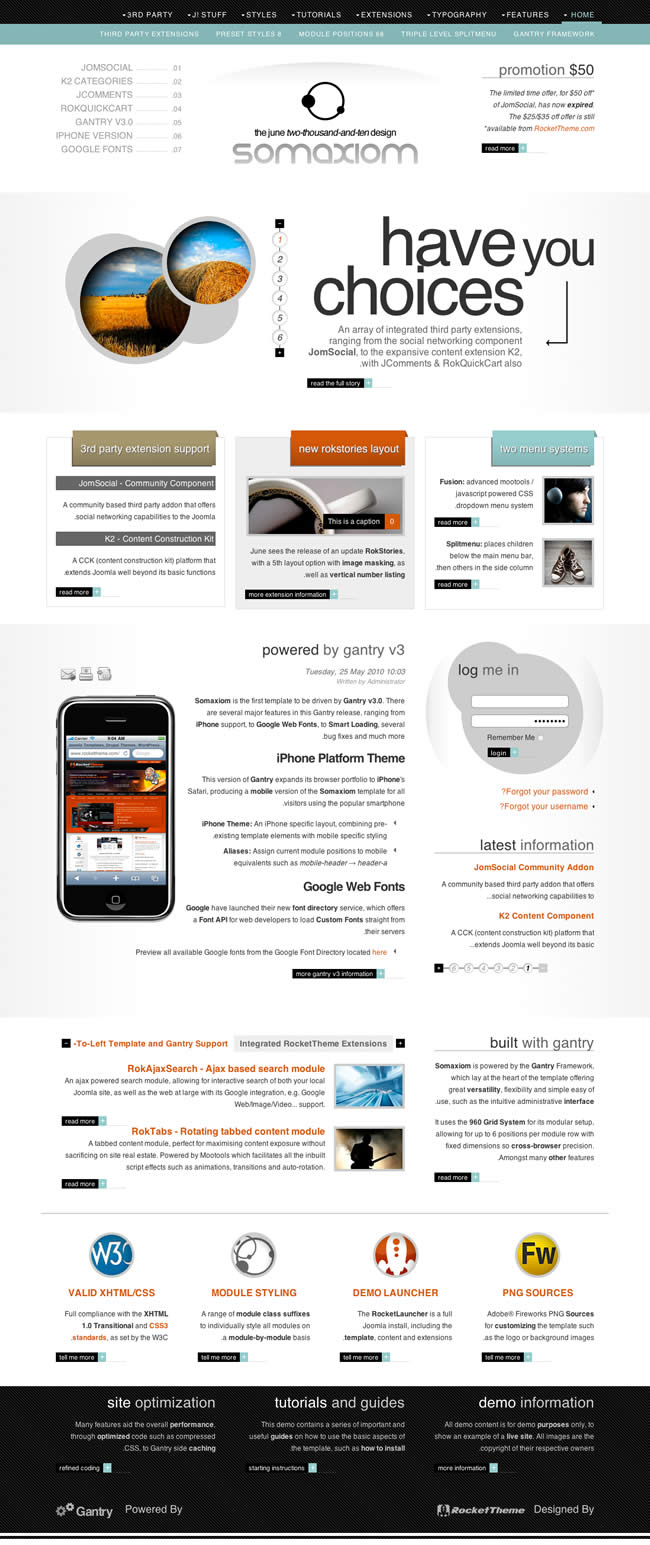 3RD PARTY J! STUFF STYLES TUTORIALS EXTENSIONS TYPOGRAPHY FEATURES HOME
THIRD PARTY EXTENSIONS PRESET STYLES 8 MODULE POSITIONS 68 TRIPLE LEVEL SPLITMENU GANTRY FRAMEWORK
JOMSOCIAL .01
K2 CATEGORIES .02
JCOMMENTS .03
ROKQUICKCART .04
GANTRY V3.0 .05
IPHONE VERSION .06
GOOGLE FONTS .07
the june two-thousand-and-ten design
somaxiom
promotion $50
The limited time offer, for $50 off*
of JomSocial, has now expired.
The $25/$35 off offer is still
*available from RocketTheme.com
read more +
1
2
3
4
5
6
have you
choices
An array of integrated third party extensions,
ranging from the social networking component
JomSocial, to the expansive content extension K2,
.with JComments & RokQuickCart also
read the full story +
3rd party extension support
JomSocial - Community Component
A community based third party addon that offers
.social networking capabilities to the Joomla
K2 - Content Construction Kit
A CCK (content construction kit) platform that
.extends Joomla well beyond its basic functions
read more +
new rokstories layout
This is a caption 0
June sees the release of an update RokStories,
with a 5th layout option with image masking, as
.well as vertical number listing
more extension information +
two menu systems
Fusion: advanced mootools /
javascript powered CSS
.dropdown menu system
read more +
Splitmenu: places children
below the main menu bar,
.then others in the side column
read more +
powered by gantry v3
Tuesday, 25 May 2010 10:03
Written by Administrator
Somaxiom is the first template to be driven by Gantry v3.0. There
are several major features in this Gantry release, ranging from
iPhone support, to Google Web Fonts, to Smart Loading, several
.bug fixes and much more
iPhone Platform Theme
This version of Gantry expands its browser portfolio to iPhone's
Safari, producing a mobile version of the Somaxiom template for all
.visitors using the popular smartphone
iPhone Theme: An iPhone specific layout, combining pre-
.existing template elements with mobile specific styling
Aliases: Assign current module positions to mobile
equivalents such as mobile-header → header-a
Google Web Fonts
Google have launched their new font directory service, which offers
a Font API for web developers to load Custom Fonts straight from
.their servers
Preview all available Google fonts from the Google Font Directory located here
more gantry v3 information +
log me in
Remember Me
login +
?Forgot your password
?Forgot your username
latest information
JomSocial Community Addon
A community based third party addon that offers
...social networking capabilities to
K2 Content Component
A CCK (content construction kit) platform that
...extends Joomla well beyond its basic
6 5 4 3 2 1
-To-Left Template and Gantry Support Integrated RocketTheme Extensions
RokAjaxSearch - Ajax based search module
An ajax powered search module, allowing for interactive search of both your local
Joomla site, as well as the web at large with its Google integration, e.g. Google
Web/Image/Video... support.
read more +
RokTabs - Rotating tabbed content module
A tabbed content module, perfect for maximising content exposure without
sacrificing on site real estate. Powered by Mootools which facilitates all the inbuilt
script effects such as animations, transitions and auto-rotation.
read more +
built with gantry
Somaxiom is powered by the Gantry Framework,
which lay at the heart of the template offering
great versatility, flexibility and simple easy of
.use, such as the intuitive administrative interface
It uses the 960 Grid System for its modular setup,
allowing for up to 6 positions per module row with
fixed dimensions so cross-browser precision.
.Amongst many other features
read more +
W3C
VALID XHTML/CSS
Full compliance with the XHTML
1.0 Transitional and CSS3
.standards, as set by the W3C
tell me more +
MODULE STYLING
A range of module class suffixes
to individually style all modules on
.a module-by-module basis
tell me more +
DEMO LAUNCHER
The RocketLauncher is a full
Joomla install, including the
.template, content and extensions
tell me more +
Fw
PNG SOURCES
Adobe® Fireworks PNG Sources
for customizing the template such
.as the logo or background images
tell me more +
site optimization
Many features aid the overall performance,
through optimized code such as compressed
.CSS, to Gantry side caching
refined coding +
tutorials and guides
This demo contains a series of important and
useful guides on how to use the basic aspects of
.the template, such as how to install
starting instructions +
demo information
All demo content is for demo purposes only, to
show an example of a live site. All images are the
.copyright of their respective owners
more information +
Gantry Powered By
RocketTheme Designed By